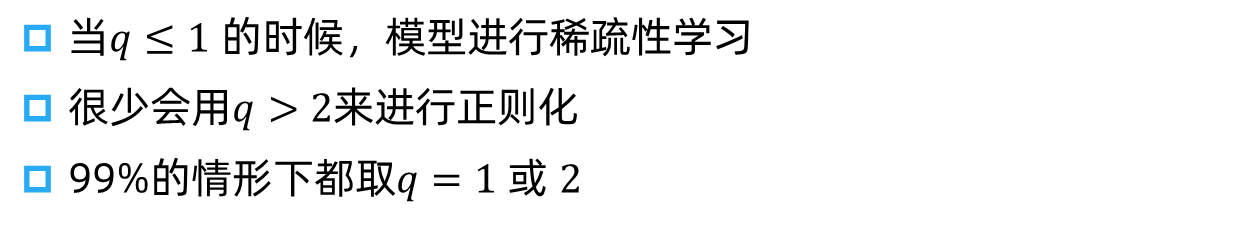 当q ≤ 1 的时候，模型进行稀疏性学习
很少会用q > 2来进行正则化
99%的情形下都取q = 1 或 2